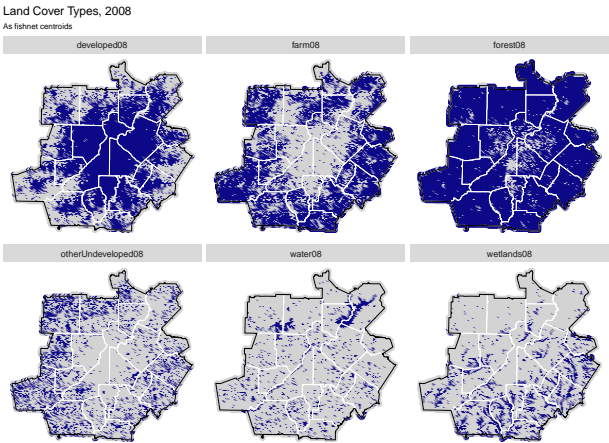 Land Cover Types, 2008
As fishnet centroids
developed08
farm08
forest08
otherUndeveloped08
water08
wetlands08